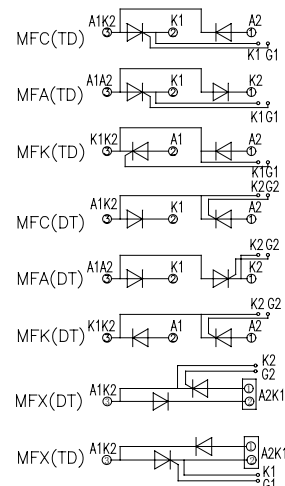 A1K2 K1 A2
MFC(TD) 3 2 1
K1 G1
A1A2 K1 K2
MFA(TD) 3 2 1
K1G1
K1K2 A1 A2
MFK(TD) 3 2 1
K1G1
K2G2
A1K2 K1 A2
MFC(DT) 3 2 1
K2 G2
A1A2 K1 K2
MFA(DT) 3 2 1
K2 G2
K1K2 A1 A2
MFK(DT) 3 2 1
K2
G2
A1K2 1 A2K1
MFX(DT) 3 2
A1K2 1 A2K1
MFX(TD) 3 2
K1
G1